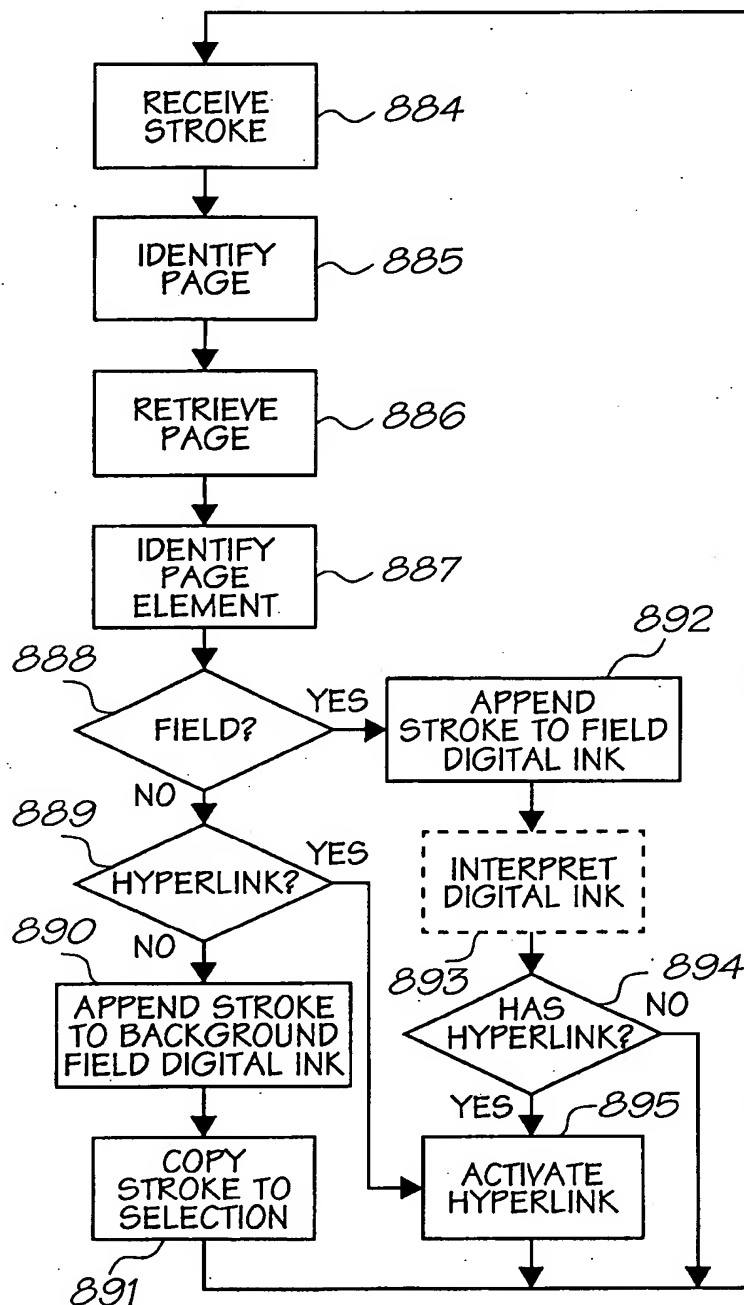 RECEIVE
STROKE
884
IDENTIFY
PAGE
885
RETRIEVE
PAGE
886
IDENTIFY
PAGE
ELEMENT
887
888
FIELD?
YES
NO
892
APPEND
STROKE TO FIELD
DIGITAL INK
889
HYPERLINK?
YES
NO
INTERPRET
DIGITAL INK
893
890
APPEND STROKE
TO BACKGROUND
FIELD DIGITAL INK
894
HAS
HYPERLINK?
NO
YES
895
COPY
STROKE TO
SELECTION
891
ACTIVATE
HYPERLINK